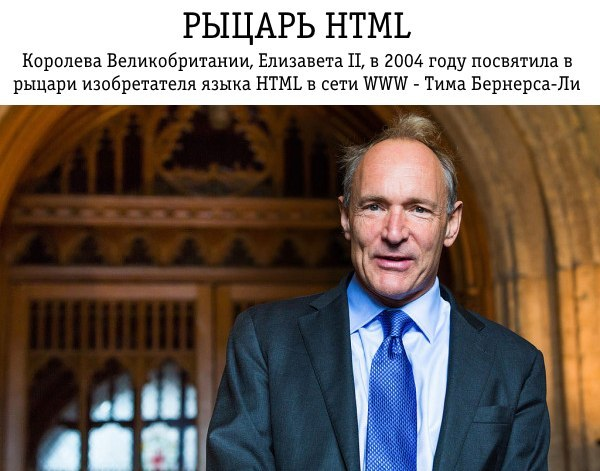 РЫЦАРЬ HTML
Королева Великобритании, Елизавета II, в 2004 году посвятила в
рыцари изобретателя языка HTML в сети WWW - Тима Бернерса-Ли